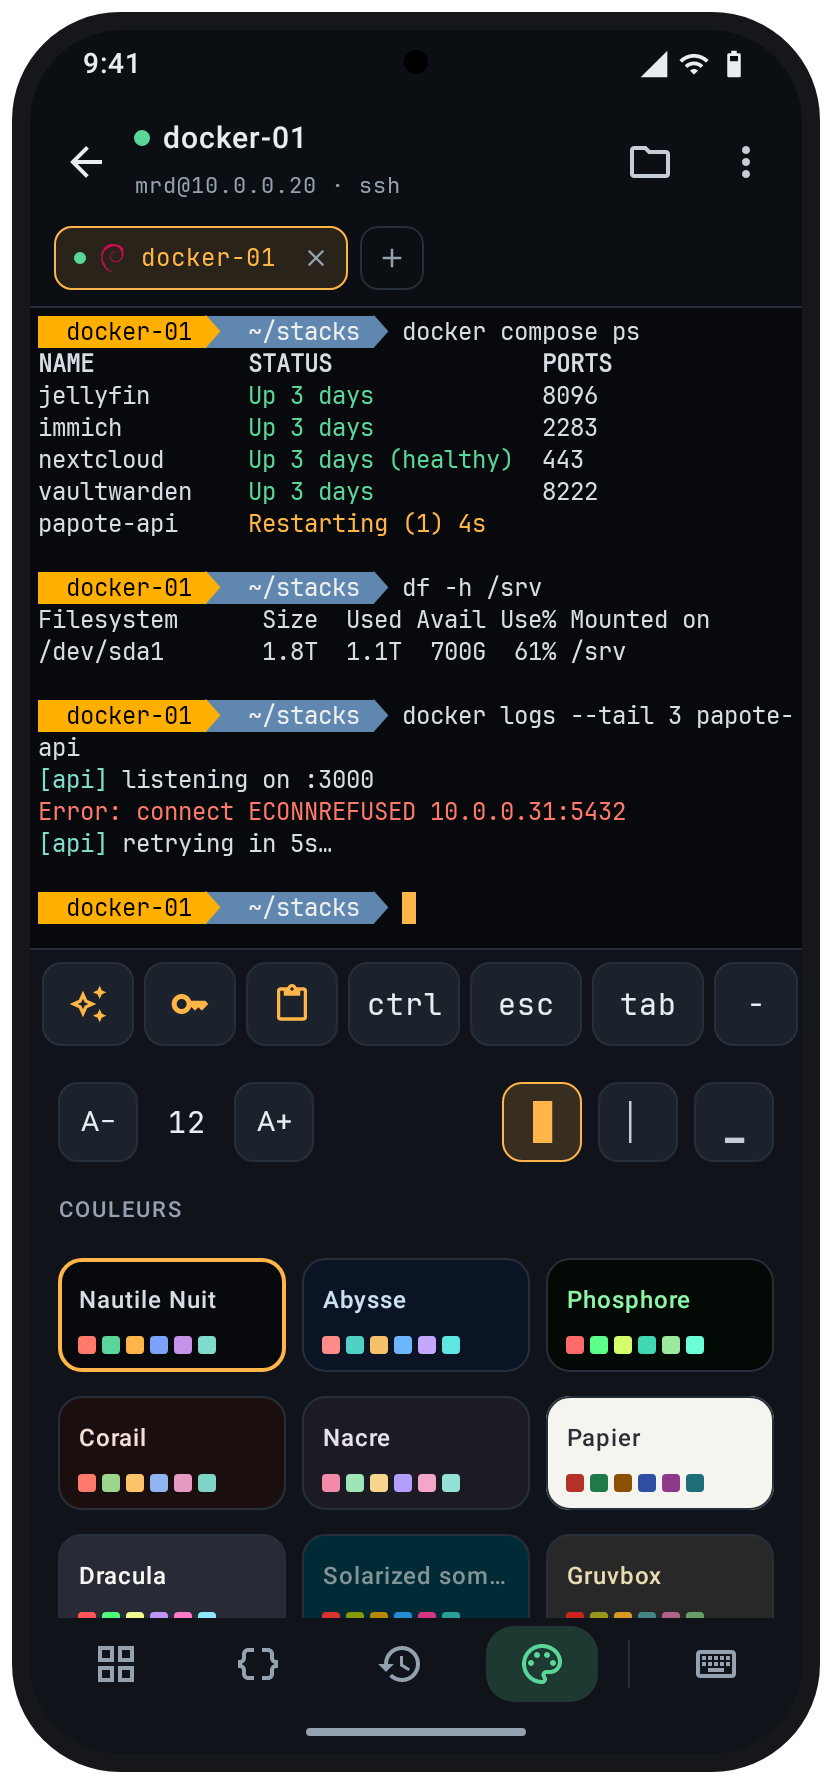 9:41
docker-01
mrd@10.0.0.20 · ssh
docker-01
docker-01 ~/stacks docker compose ps
NAME STATUS PORTS
jellyfin Up 3 days 8096
immich Up 3 days 2283
nextcloud Up 3 days (healthy) 443
vaultwarden Up 3 days 8222
papote-api Restarting (1) 4s
docker-01 ~/stacks df -h /srv
Filesystem Size Used Avail Use% Mounted on
/dev/sda1 1.8T 1.1T 700G 61% /srv
docker-01 ~/stacks docker logs --tail 3 papote-
api
[api] listening on :3000
Error: connect ECONNREFUSED 10.0.0.31:5432
[api] retrying in 5s…
docker-01 ~/stacks
ctrl esc tab -
A− 12 A+
COULEURS
Nautile Nuit Abysse Phosphore
Corail Nacre Papier
Dracula Solarized som… Gruvbox